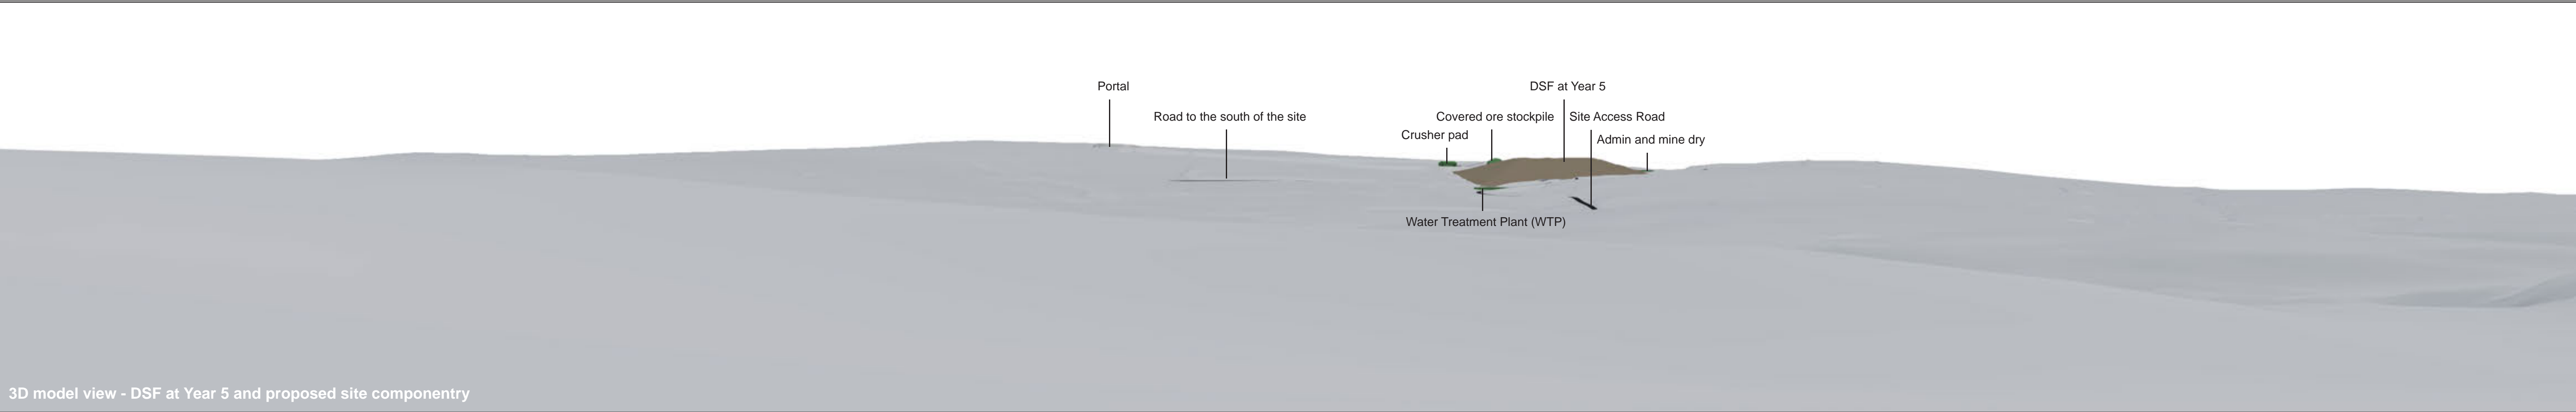 Portal
DSF at Year 5
Road to the south of the site
Covered ore stockpile
Site Access Road
Crusher pad
Admin and mine dry
Water Treatment Plant (WTP)
3D model view - DSF at Year 5 and proposed site componentry